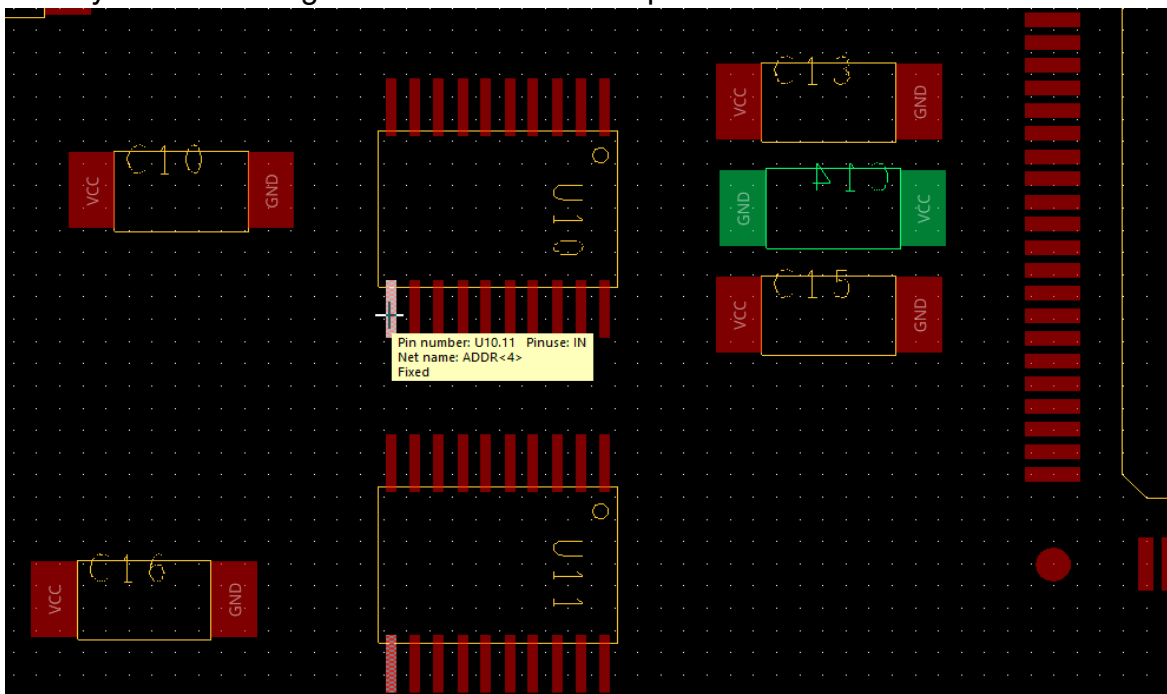 C13
VCC
GND
C10
VCC
GND
U10
C14
GND
VCC
C15
VCC
GND
Pin number: U10.11 Pinuse: IN
Net name: ADDR<4>
Fixed
U11
C16
VCC
GND